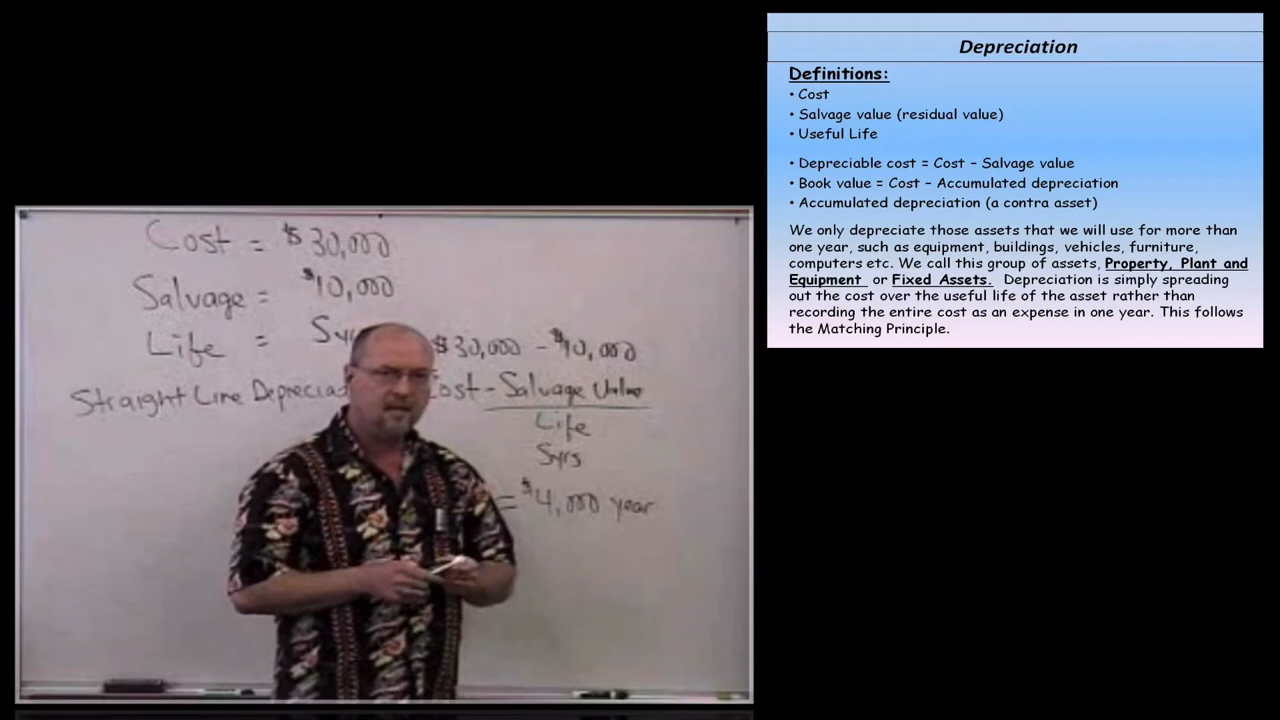 Cost = $30,000
Salvage = $10,000
Life = 5yrs
$30,000 - $10,000
Straight Line Depreciat Cost - Salvage Value
Life
5yrs
= $4,000 year
Depreciation
Definitions:
• Cost
• Salvage value (residual value)
• Useful Life
• Depreciable cost = Cost – Salvage value
• Book value = Cost – Accumulated depreciation
• Accumulated depreciation (a contra asset)
We only depreciate those assets that we will use for more than
one year, such as equipment, buildings, vehicles, furniture,
computers etc. We call this group of assets, Property, Plant and
Equipment or Fixed Assets. Depreciation is simply spreading
out the cost over the useful life of the asset rather than
recording the entire cost as an expense in one year. This follows
the Matching Principle.